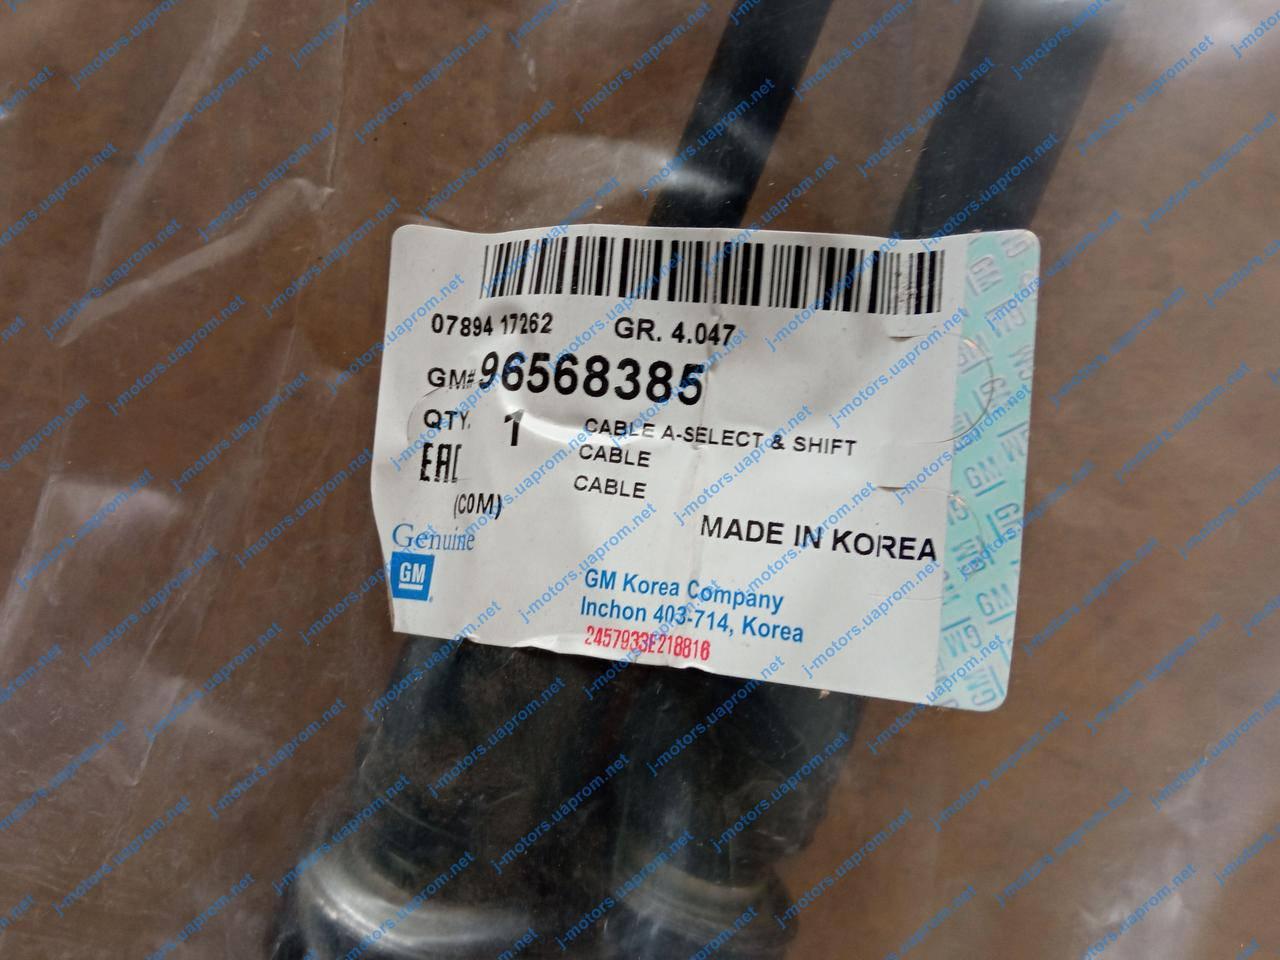 07894 17262 GR. 4.047
GM# 96568385
QTY. 1 CABLE A-SELECT & SHIFT
CABLE
CABLE
EAC
(COM)
MADE IN KOREA
Genuine
GM
GM Korea Company
Inchon 403-714, Korea
2457933E218816
j-motors.uaprom.net